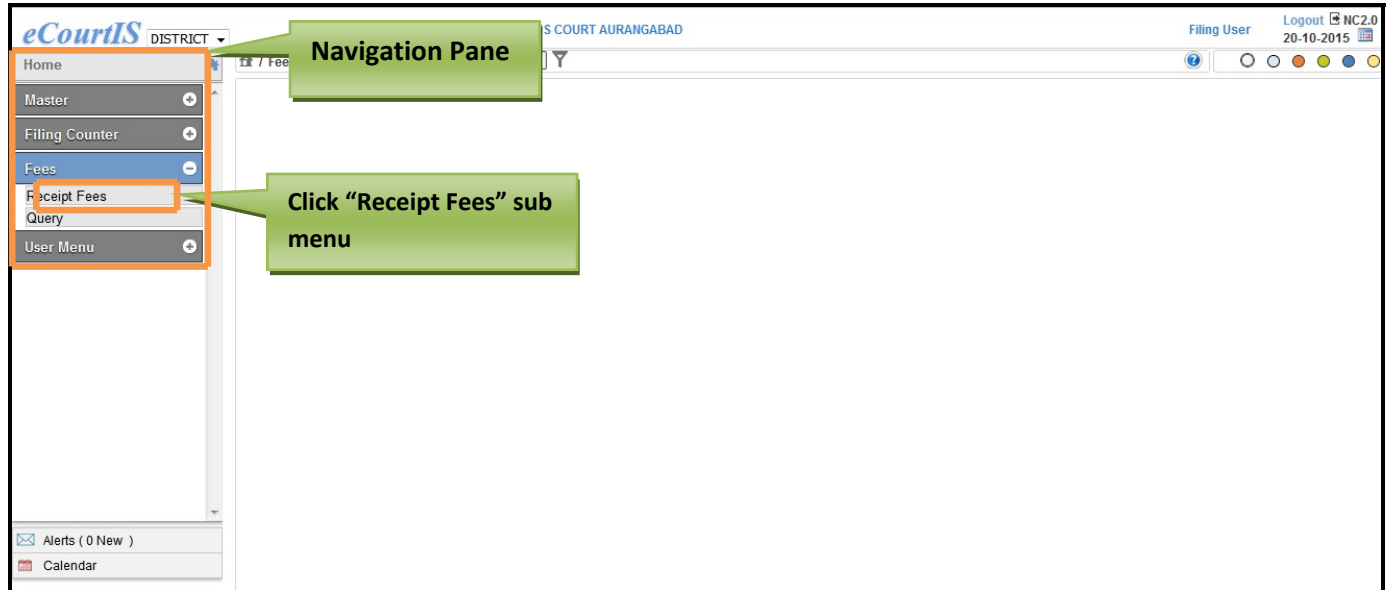 eCourtIS DISTRICT
S COURT AURANGABAD
Filing User
Logout NC2.0
20-10-2015
Navigation Pane
Home
/ Fee
Master
Filing Counter
Fees
Receipt Fees
Query
User Menu
Click “Receipt Fees” sub
menu
Alerts ( 0 New )
Calendar